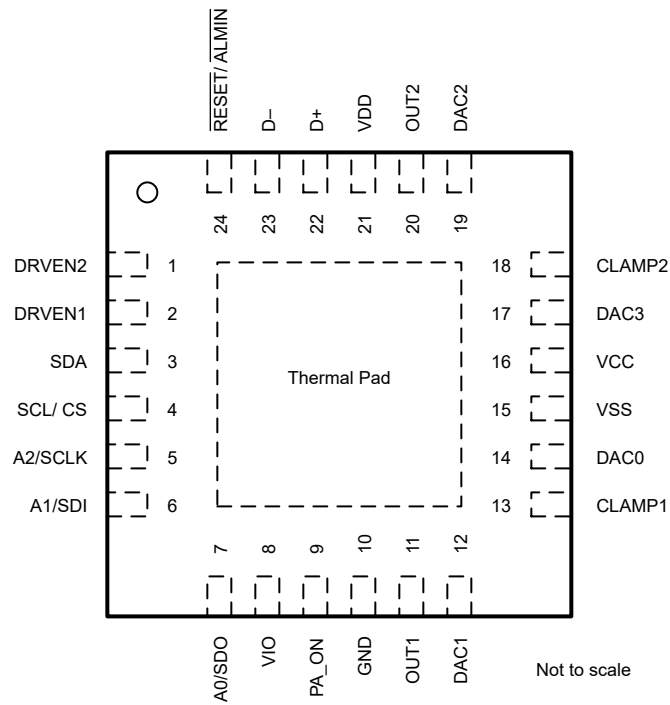 RESET/ ALMIN
D–
D+
VDD
OUT2
DAC2
24
23
22
21
20
19
DRVEN2 1
DRVEN1 2
SDA 3
SCL/ CS 4
A2/SCLK 5
A1/SDI 6
Thermal Pad
18 CLAMP2
17 DAC3
16 VCC
15 VSS
14 DAC0
13 CLAMP1
7
8
9
10
11
12
A0/SDO
VIO
PA_ON
GND
OUT1
DAC1
Not to scale